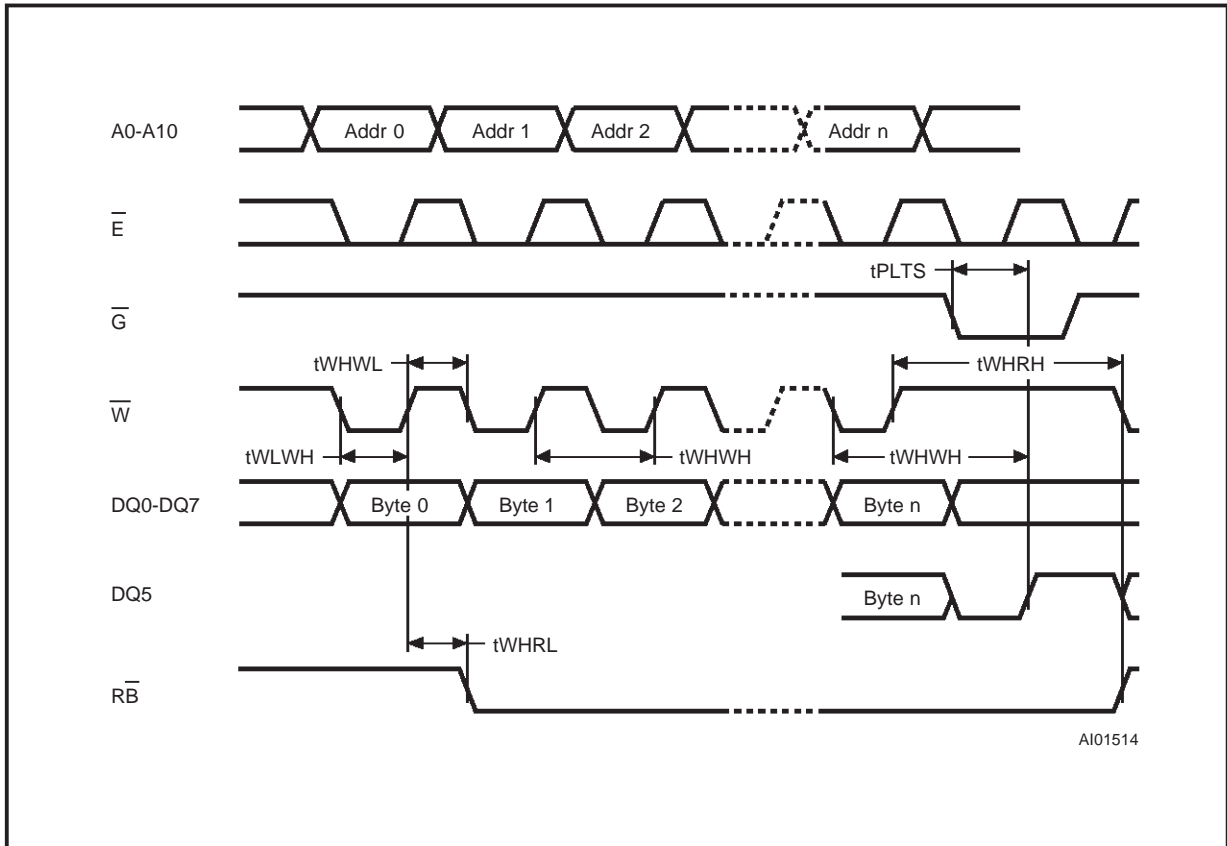 A0-A10
Addr 0 Addr 1 Addr 2 Addr n
E̅
tPLTS
G̅
tWHWL tWHRH
W̅
tWLWH tWHWH tWHWH
DQ0-DQ7 Byte 0 Byte 1 Byte 2 Byte n
DQ5 Byte n
tWHRL
RB̅
AI01514